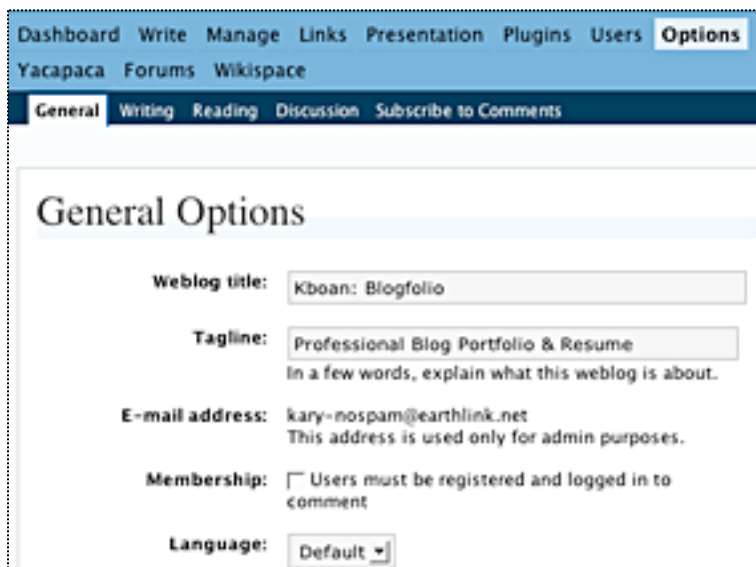 Dashboard Write Manage Links Presentation Plugins Users Options
Yacapaca Forums Wikispace
General Writing Reading Discussion Subscribe to Comments
General Options
Weblog title: Kboan: Blogfolio
Tagline: Professional Blog Portfolio & Resume
In a few words, explain what this weblog is about.
E-mail address: kary-nospam@earthlink.net
This address is used only for admin purposes.
Membership: Users must be registered and logged in to
comment
Language: Default